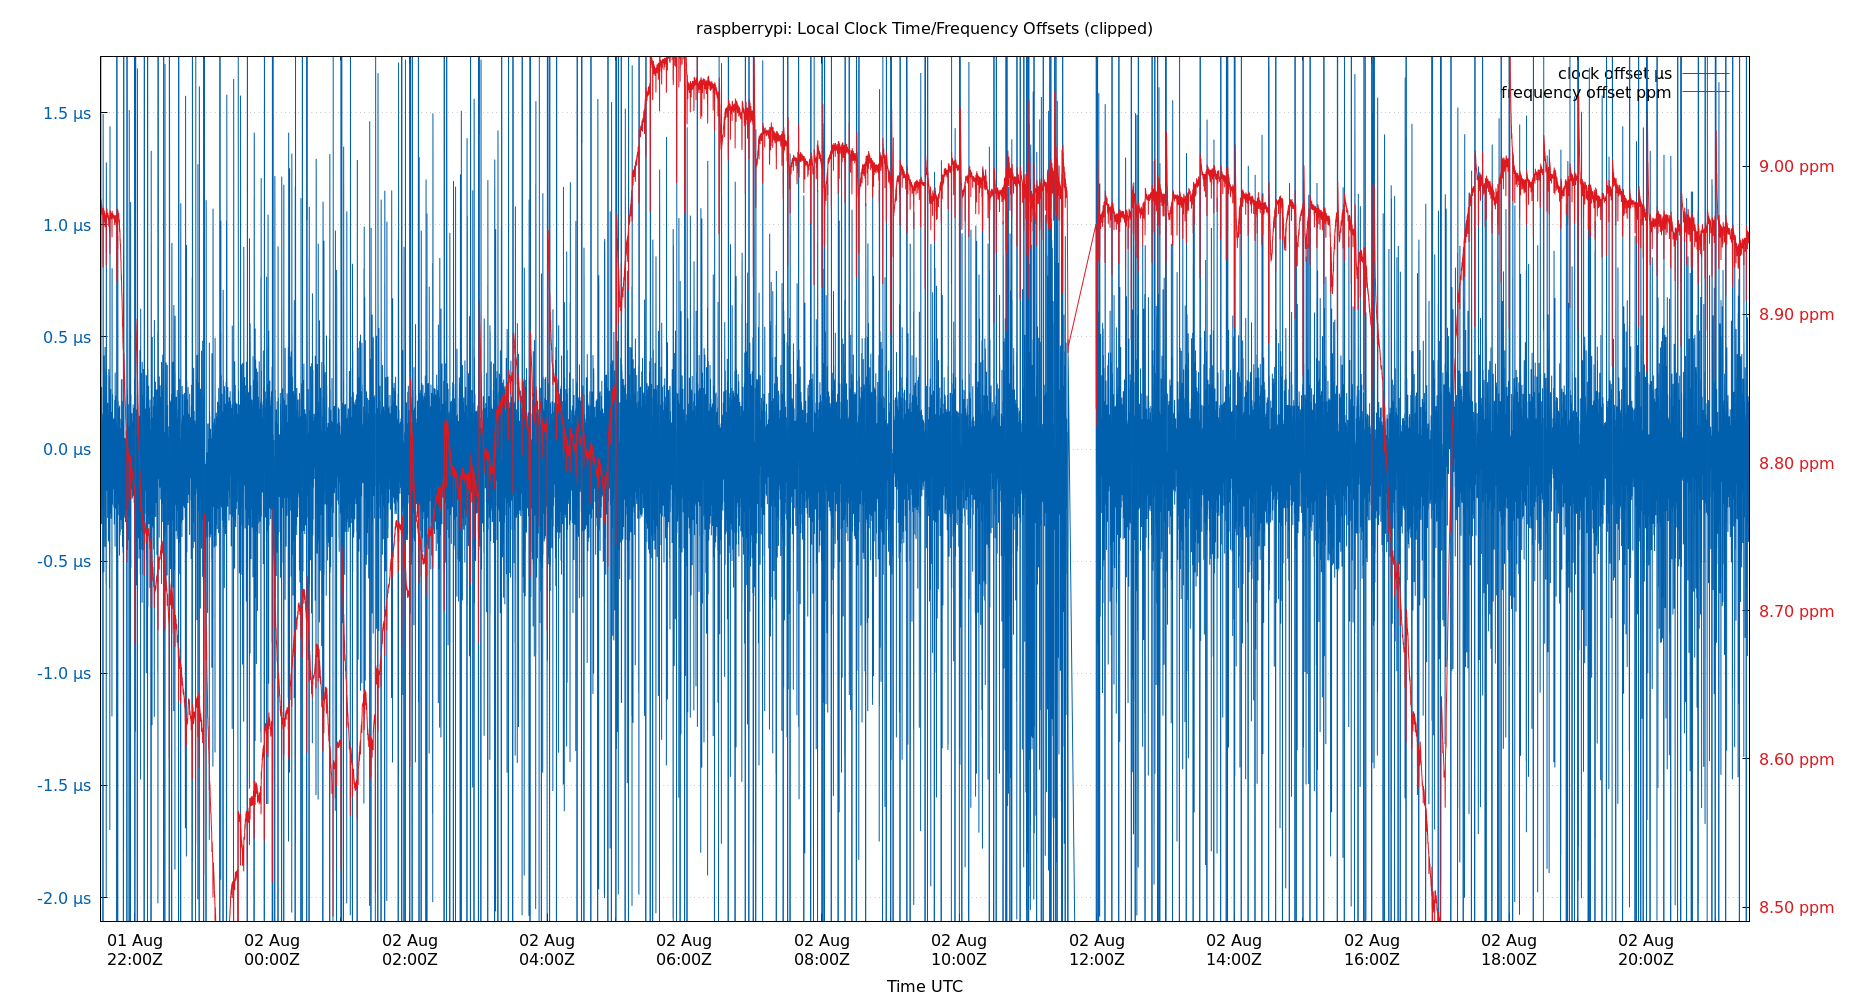 raspberrypi: Local Clock Time/Frequency Offsets (clipped)
clock offset µs
frequency offset ppm
1.5 µs
1.0 µs
0.5 µs
0.0 µs
-0.5 µs
-1.0 µs
-1.5 µs
-2.0 µs
9.00 ppm
8.90 ppm
8.80 ppm
8.70 ppm
8.60 ppm
8.50 ppm
01 Aug 02 Aug 02 Aug 02 Aug 02 Aug 02 Aug 02 Aug 02 Aug 02 Aug 02 Aug 02 Aug 02 Aug
22:00Z 00:00Z 02:00Z 04:00Z 06:00Z 08:00Z 10:00Z 12:00Z 14:00Z 16:00Z 18:00Z 20:00Z
Time UTC